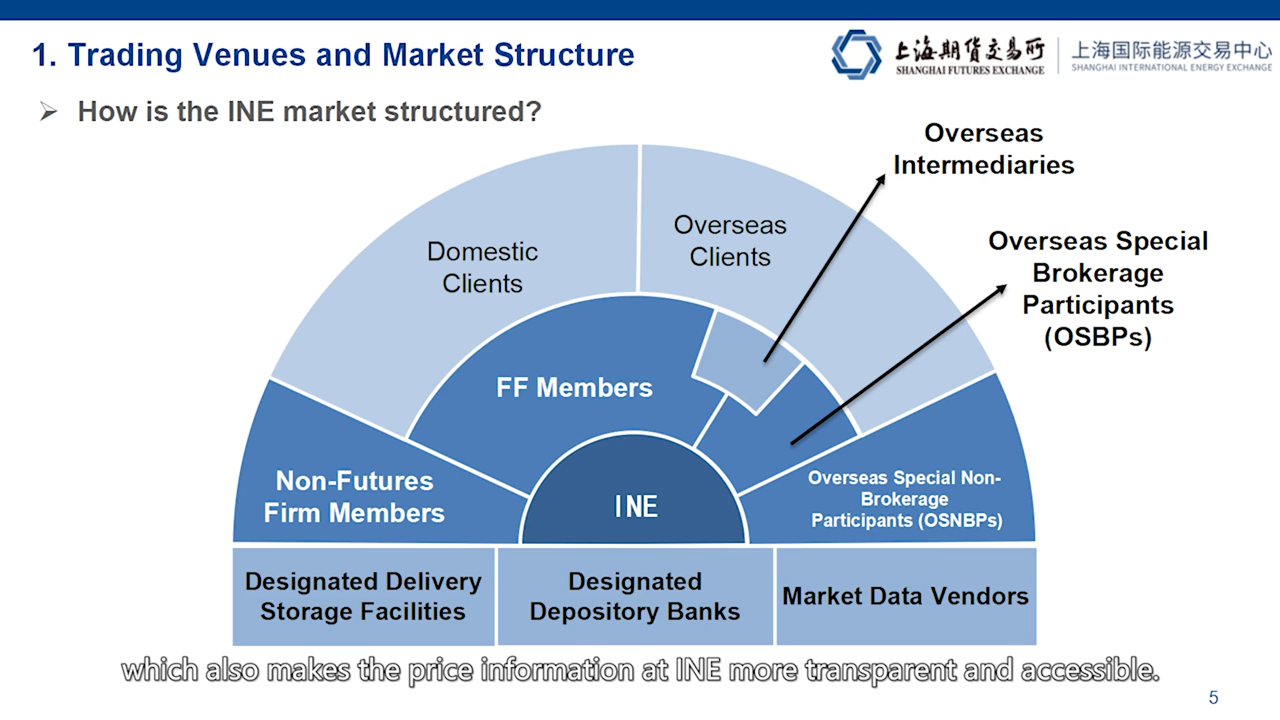 1. Trading Venues and Market Structure
上海期货交易所
SHANGHAI FUTURES EXCHANGE
上海国际能源交易中心
SHANGHAI INTERNATIONAL ENERGY EXCHANGE
How is the INE market structured?
Overseas
Intermediaries
Overseas
Clients
Domestic
Clients
Overseas Special
Brokerage
Participants
(OSBPs)
FF Members
Non-Futures
Firm Members
INE
Overseas Special Non-
Brokerage
Participants (OSNBPs)
Designated Delivery
Storage Facilities
Designated
Depository Banks
Market Data Vendors
which also makes the price information at INE more transparent and accessible.
5